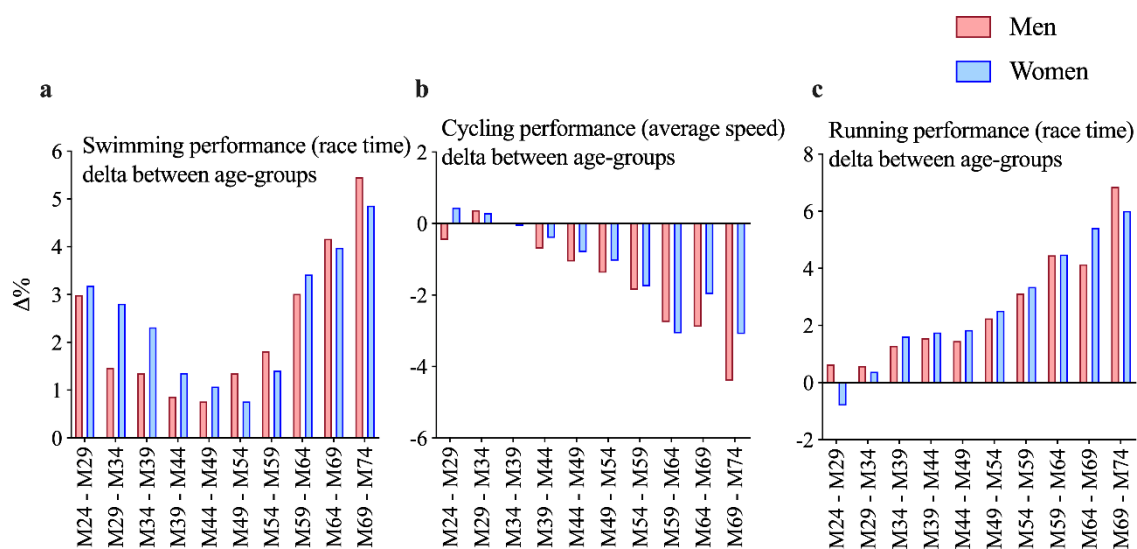 Men
Women
a
Swimming performance (race time)
delta between age-groups
Δ%
6
5
4
3
2
1
0
M24 - M29
M29 - M34
M34 - M39
M39 - M44
M44 - M49
M49 - M54
M54 - M59
M59 - M64
M64 - M69
M69 - M74
b
Cycling performance (average speed)
delta between age-groups
2
0
-2
-4
-6
M24 - M29
M29 - M34
M34 - M39
M39 - M44
M44 - M49
M49 - M54
M54 - M59
M59 - M64
M64 - M69
M69 - M74
c
Running performance (race time)
delta between age-groups
8
6
4
2
0
-2
M24 - M29
M29 - M34
M34 - M39
M39 - M44
M44 - M49
M49 - M54
M54 - M59
M59 - M64
M64 - M69
M69 - M74